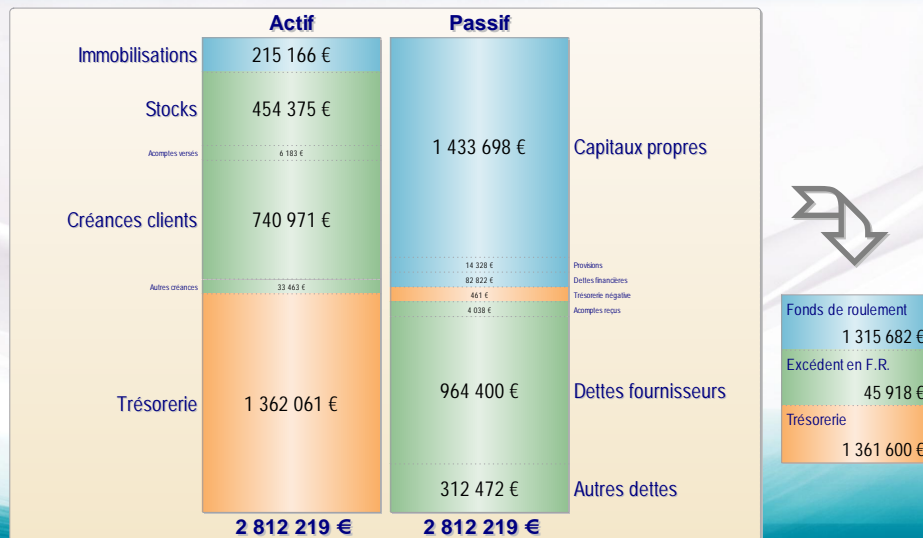 Actif Passif
Immobilisations 215 166 €
Stocks 454 375 €
Acomptes versés 6 183 €
1 433 698 € Capitaux propres
Créances clients 740 971 €
14 328 € Provisions
Autres créances 33 463 €
82 822 € Dettes financières
461 € Trésorerie négative
4 038 € Acomptes reçus
Trésorerie 1 362 061 €
964 400 € Dettes fournisseurs
312 472 € Autres dettes
2 812 219 € 2 812 219 €
Fonds de roulement
1 315 682 €
Excédent en F.R.
45 918 €
Trésorerie
1 361 600 €